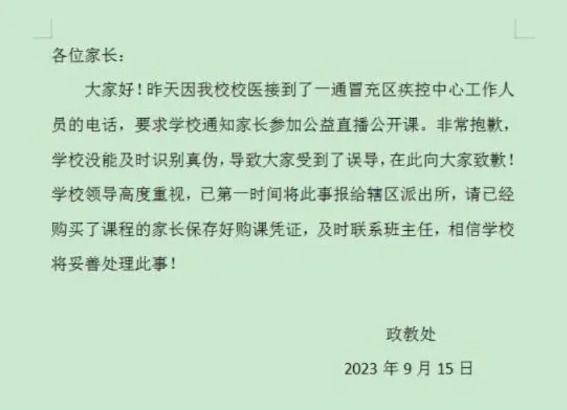 各位家长：
大家好！昨天因我校校医接到了一通冒充区疾控中心工作人
员的电话，要求学校通知家长参加公益直播公开课。非常抱歉，
学校没能及时识别真伪，导致大家受到了误导，在此向大家致歉！
学校领导高度重视，已第一时间将此事报给辖区派出所，请已经
购买了课程的家长保存好购课凭证，及时联系班主任，相信学校
将妥善处理此事！
政教处
2023 年 9 月 15 日